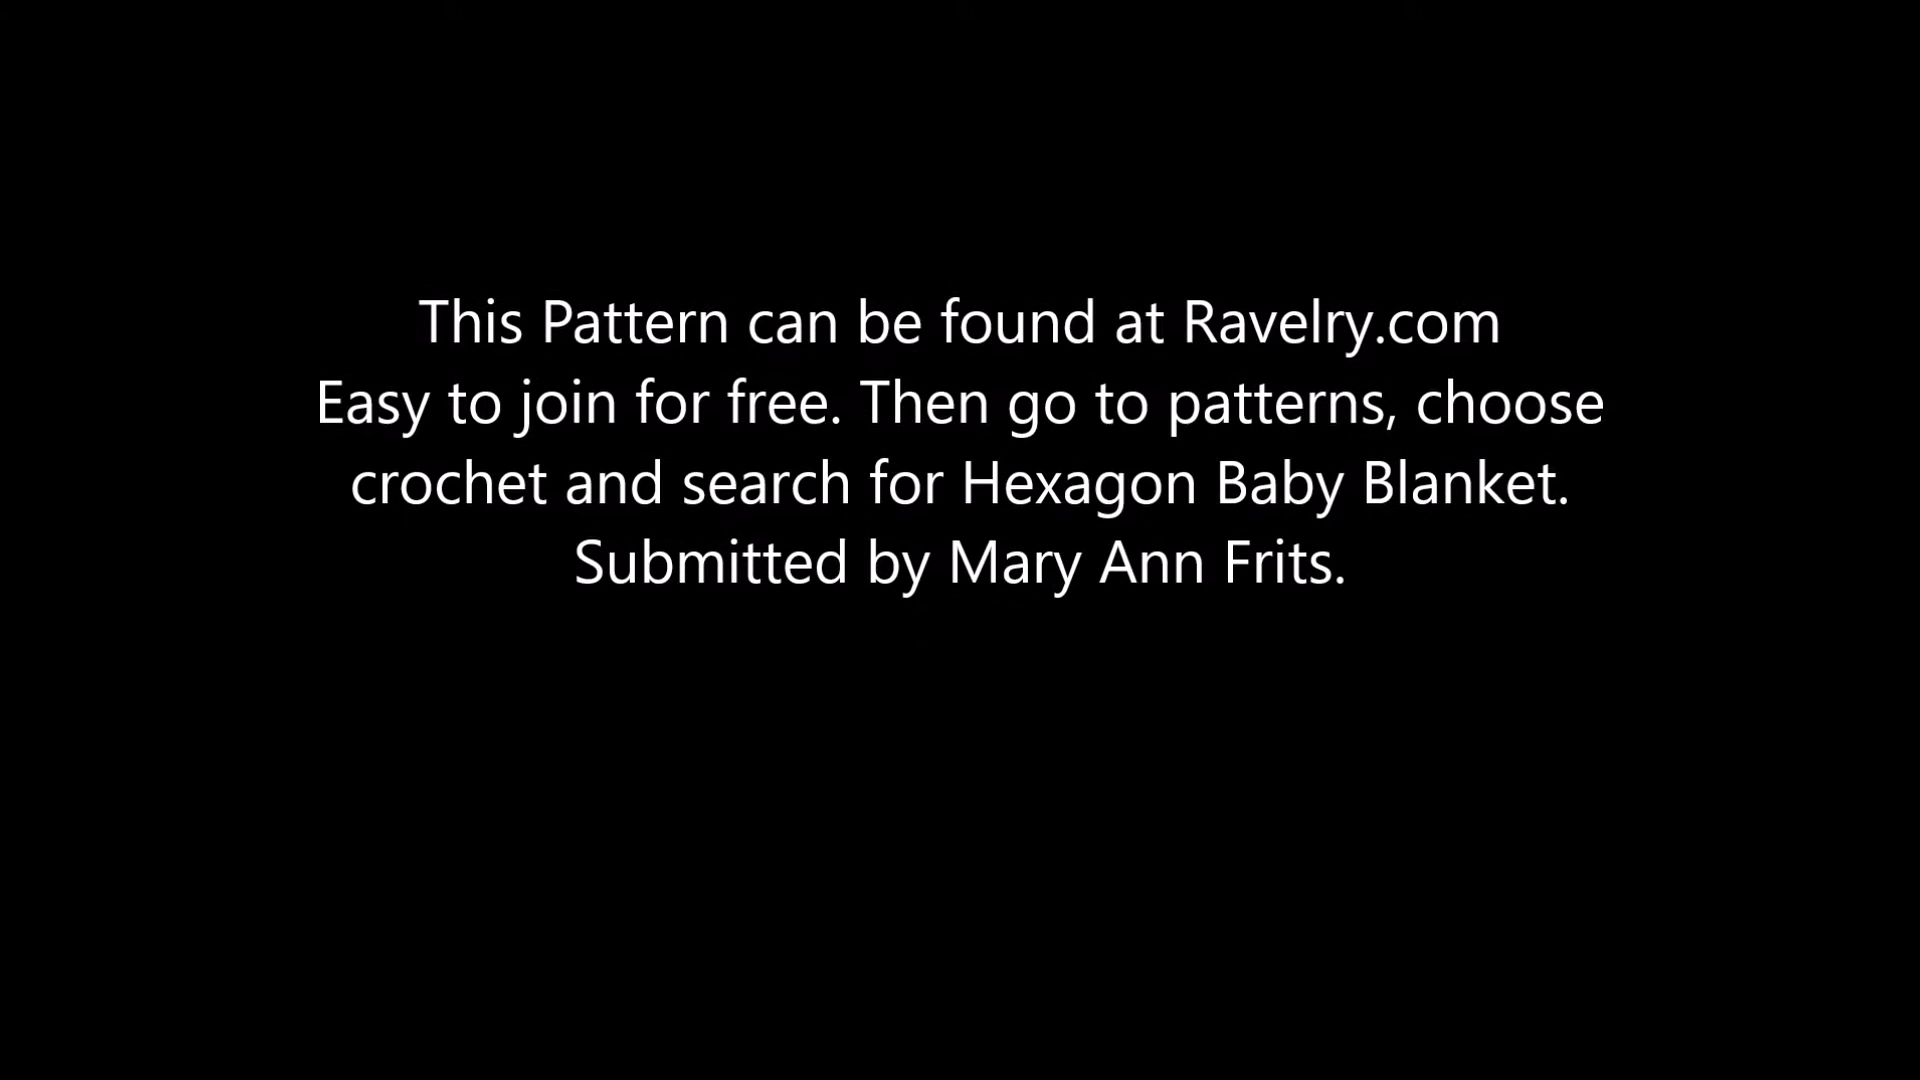 This Pattern can be found at Ravelry.com
Easy to join for free. Then go to patterns, choose
crochet and search for Hexagon Baby Blanket.
Submitted by Mary Ann Frits.